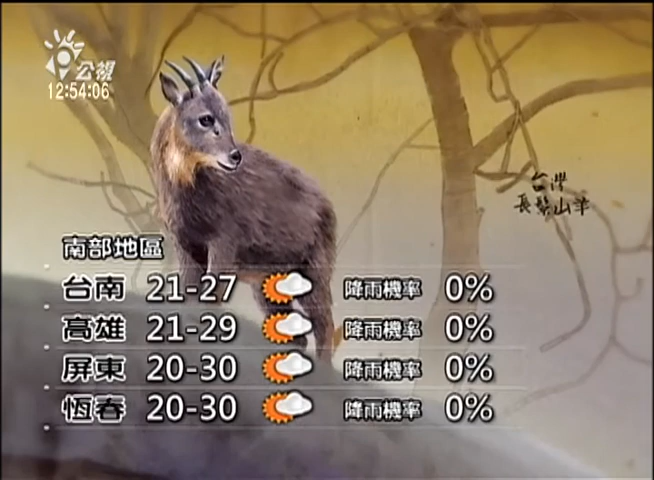 公視
12:54:06
台灣
長鬃山羊
南部地區
台南 21-27 降雨機率 0%
高雄 21-29 降雨機率 0%
屏東 20-30 降雨機率 0%
恆春 20-30 降雨機率 0%